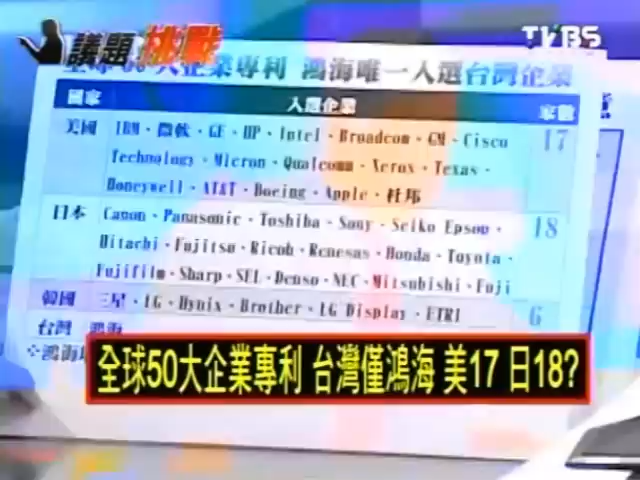 議題挑戰
TVBS
全球50大企業專利 鴻海唯一入選台灣企業
國家 入選企業 家數
美國 IBM、微軟、GE、HP、Intel、Broadcom、GM、Cisco 17
Technology、Micron、Qualcomm、Xerox、Texas、
Honeywell、AT&T、Boeing、Apple、杜邦
日本 Canon、Panasonic、Toshiba、Sony、Seiko Epson、 18
Hitachi、Fujitsu、Ricoh、Renesas、Honda、Toyota、
Fujifilm、Sharp、SEL、Denso、NEC、Mitsubishi、Fuji
韓國 三星、LG、Hynix、Brother、LG Display、ETRI 6
台灣 鴻海
全球50大企業專利 台灣僅鴻海 美17 日18?